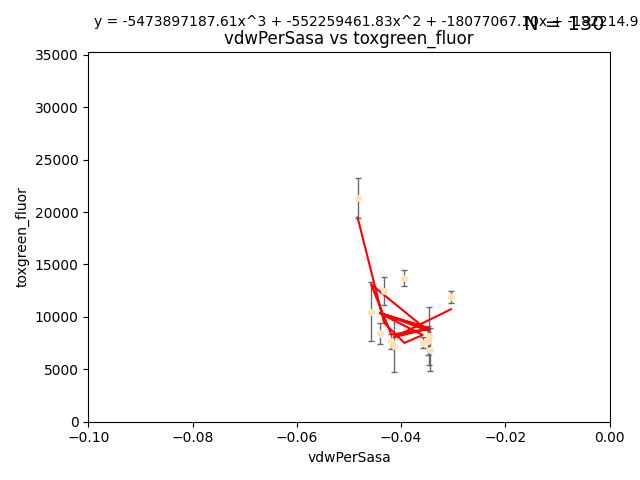 y = -5473897187.61x^3 + -552259461.83x^2 + -18077067.10x +
N = 130
vdwPerSasa vs toxgreen_fluor
35000
30000
25000
20000
15000
10000
5000
0
toxgreen_fluor
−0.10
−0.08
−0.06
−0.04
−0.02
0.00
vdwPerSasa